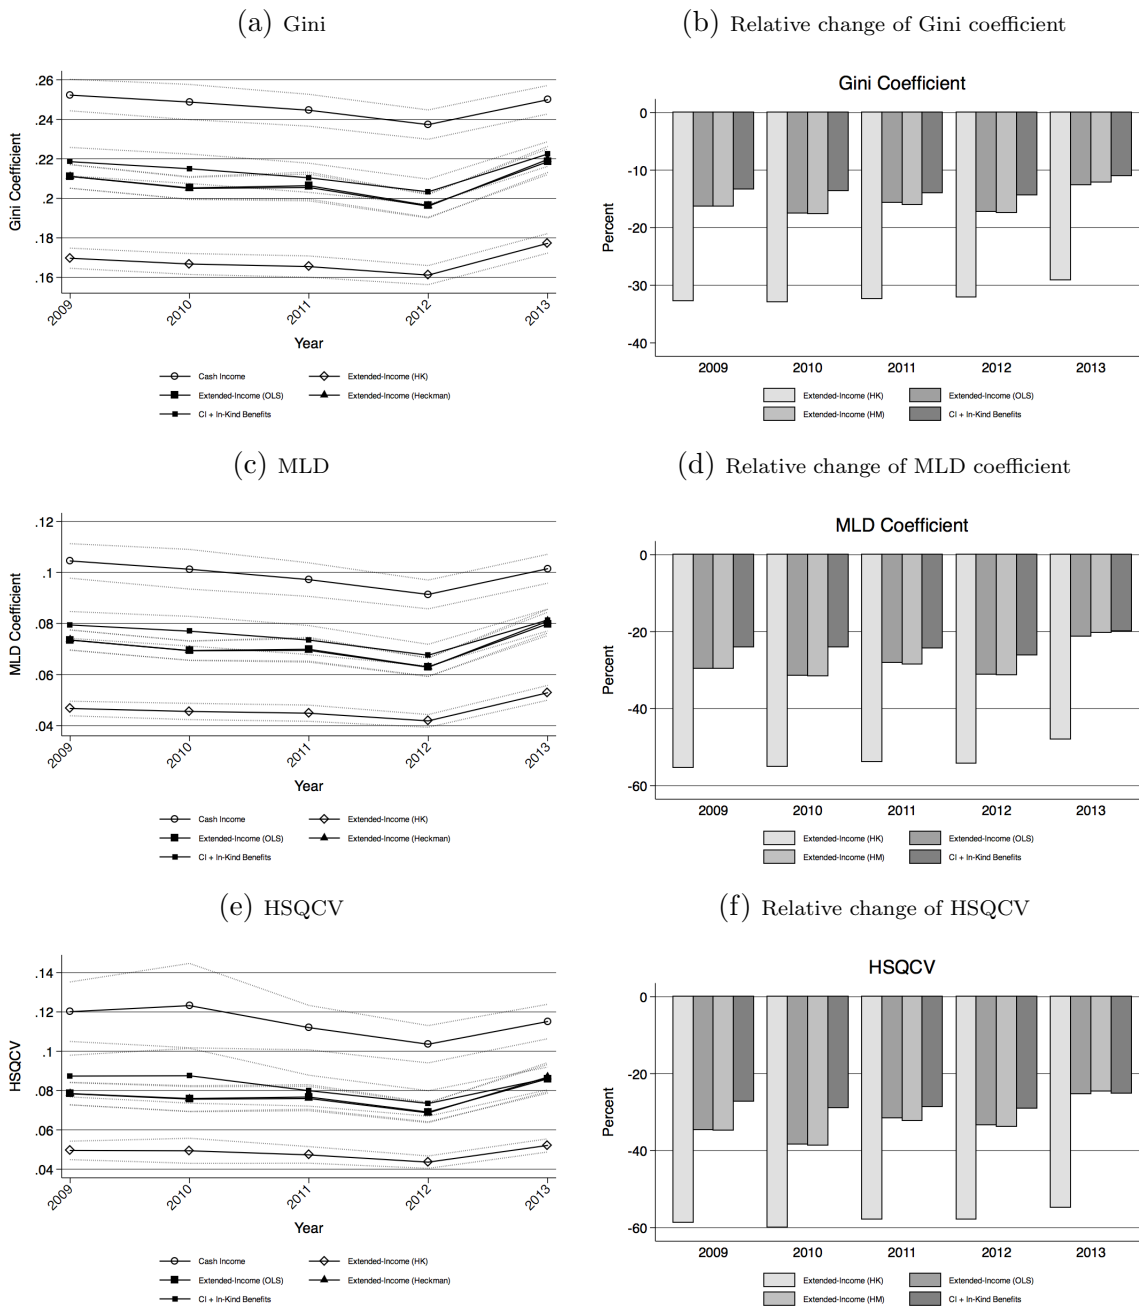 (a) Gini
(b) Relative change of Gini coefficient
.26
.24
.22
.2
.18
.16
Gini Coefficient
2009
2010
2011
2012
2013
Year
Cash Income
Extended-Income (HK)
Extended-Income (OLS)
Extended-Income (Heckman)
CI + In-Kind Benefits
Gini Coefficient
0
-10
-20
-30
-40
Percent
2009
2010
2011
2012
2013
Extended-Income (HK)
Extended-Income (OLS)
Extended-Income (HM)
CI + In-Kind Benefits
(c) MLD
(d) Relative change of MLD coefficient
.12
.1
.08
.06
.04
MLD Coefficient
2009
2010
2011
2012
2013
Year
Cash Income
Extended-Income (HK)
Extended-Income (OLS)
Extended-Income (Heckman)
CI + In-Kind Benefits
MLD Coefficient
0
-20
-40
-60
Percent
2009
2010
2011
2012
2013
Extended-Income (HK)
Extended-Income (OLS)
Extended-Income (HM)
CI + In-Kind Benefits
(e) HSQCV
(f) Relative change of HSQCV
.14
.12
.1
.08
.06
.04
HSQCV
2009
2010
2011
2012
2013
Year
Cash Income
Extended-Income (HK)
Extended-Income (OLS)
Extended-Income (Heckman)
CI + In-Kind Benefits
HSQCV
0
-20
-40
-60
Percent
2009
2010
2011
2012
2013
Extended-Income (HK)
Extended-Income (OLS)
Extended-Income (HM)
CI + In-Kind Benefits